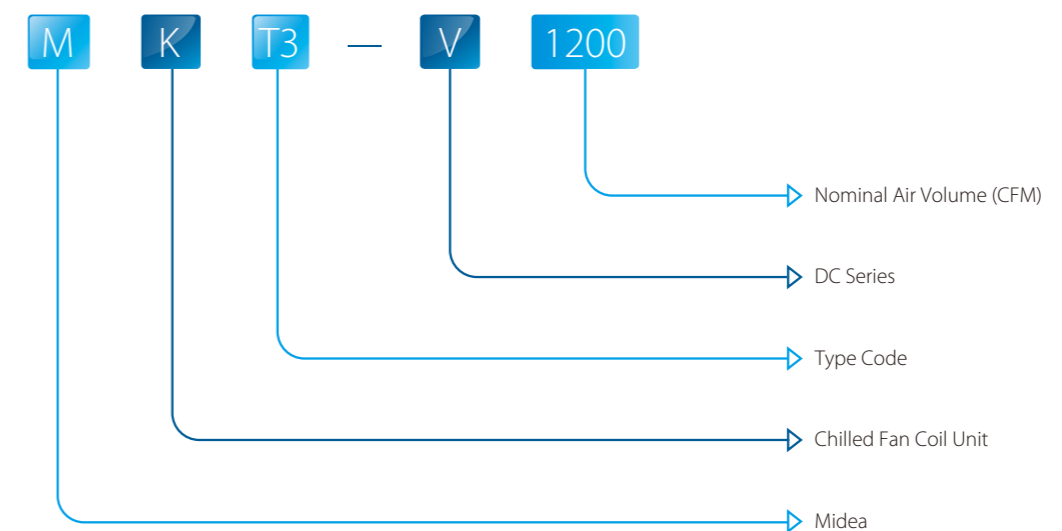 M K T3 — V 1200
Nominal Air Volume (CFM)
DC Series
Type Code
Chilled Fan Coil Unit
Midea